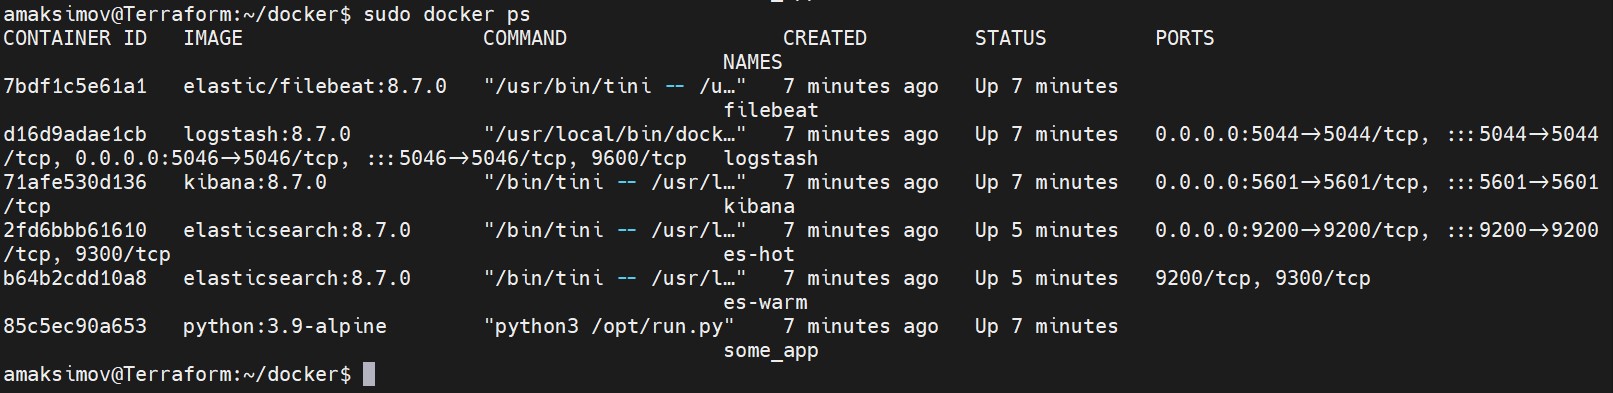 amaksimov@Terraform:~/docker$ sudo docker ps
CONTAINER ID   IMAGE                    COMMAND                  CREATED         STATUS         PORTS
                                                            NAMES
7bdf1c5e61a1   elastic/filebeat:8.7.0   "/usr/bin/tini -- /u…"   7 minutes ago   Up 7 minutes
                                                            filebeat
d16d9adae1cb   logstash:8.7.0           "/usr/local/bin/dock…"   7 minutes ago   Up 7 minutes   0.0.0.0:5044->5044/tcp, :::5044->5044
/tcp, 0.0.0.0:5046->5046/tcp, :::5046->5046/tcp, 9600/tcp   logstash
71afe530d136   kibana:8.7.0             "/bin/tini -- /usr/l…"   7 minutes ago   Up 7 minutes   0.0.0.0:5601->5601/tcp, :::5601->5601
/tcp                                                        kibana
2fd6bbb61610   elasticsearch:8.7.0      "/bin/tini -- /usr/l…"   7 minutes ago   Up 5 minutes   0.0.0.0:9200->9200/tcp, :::9200->9200
/tcp, 9300/tcp                                              es-hot
b64b2cdd10a8   elasticsearch:8.7.0      "/bin/tini -- /usr/l…"   7 minutes ago   Up 5 minutes   9200/tcp, 9300/tcp
                                                            es-warm
85c5ec90a653   python:3.9-alpine        "python3 /opt/run.py"    7 minutes ago   Up 7 minutes
                                                            some_app
amaksimov@Terraform:~/docker$